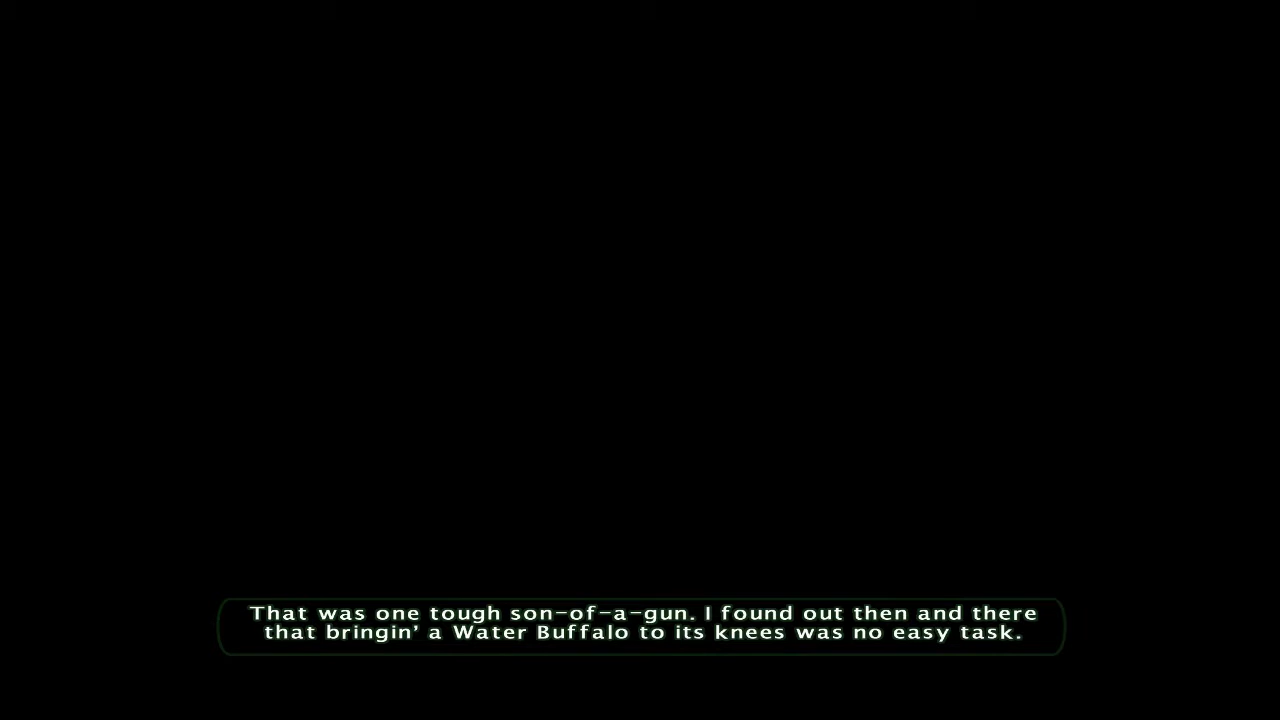 That was one tough son-of-a-gun. I found out then and there
that bringin' a Water Buffalo to its knees was no easy task.